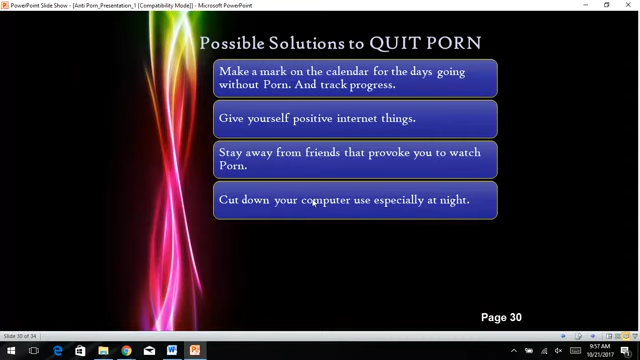 PowerPoint Slide Show - [Anti Porn_Presentation_1 [Compatibility Mode]] - Microsoft PowerPoint
Possible Solutions to QUIT PORN
Make a mark on the calendar for the days going
without Porn. And track progress.
Give yourself positive internet things.
Stay away from friends that provoke you to watch
Porn.
Cut down your computer use especially at night.
Page 30
Slide 30 of 34
9:57 AM
10/21/2017